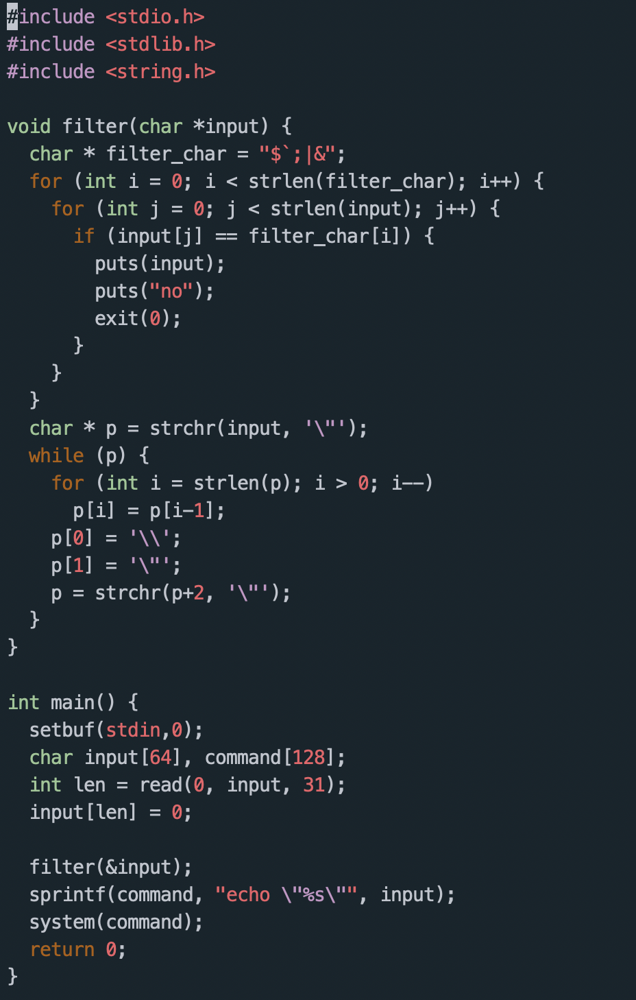 #include <stdio.h>
#include <stdlib.h>
#include <string.h>

void filter(char *input) {
  char * filter_char = "$`;|&";
  for (int i = 0; i < strlen(filter_char); i++) {
    for (int j = 0; j < strlen(input); j++) {
      if (input[j] == filter_char[i]) {
        puts(input);
        puts("no");
        exit(0);
      }
    }
  }
  char * p = strchr(input, '\"');
  while (p) {
    for (int i = strlen(p); i > 0; i--)
      p[i] = p[i-1];
    p[0] = '\\';
    p[1] = '\"';
    p = strchr(p+2, '\"');
  }
}

int main() {
  setbuf(stdin,0);
  char input[64], command[128];
  int len = read(0, input, 31);
  input[len] = 0;

  filter(&input);
  sprintf(command, "echo \"%s\"", input);
  system(command);
  return 0;
}